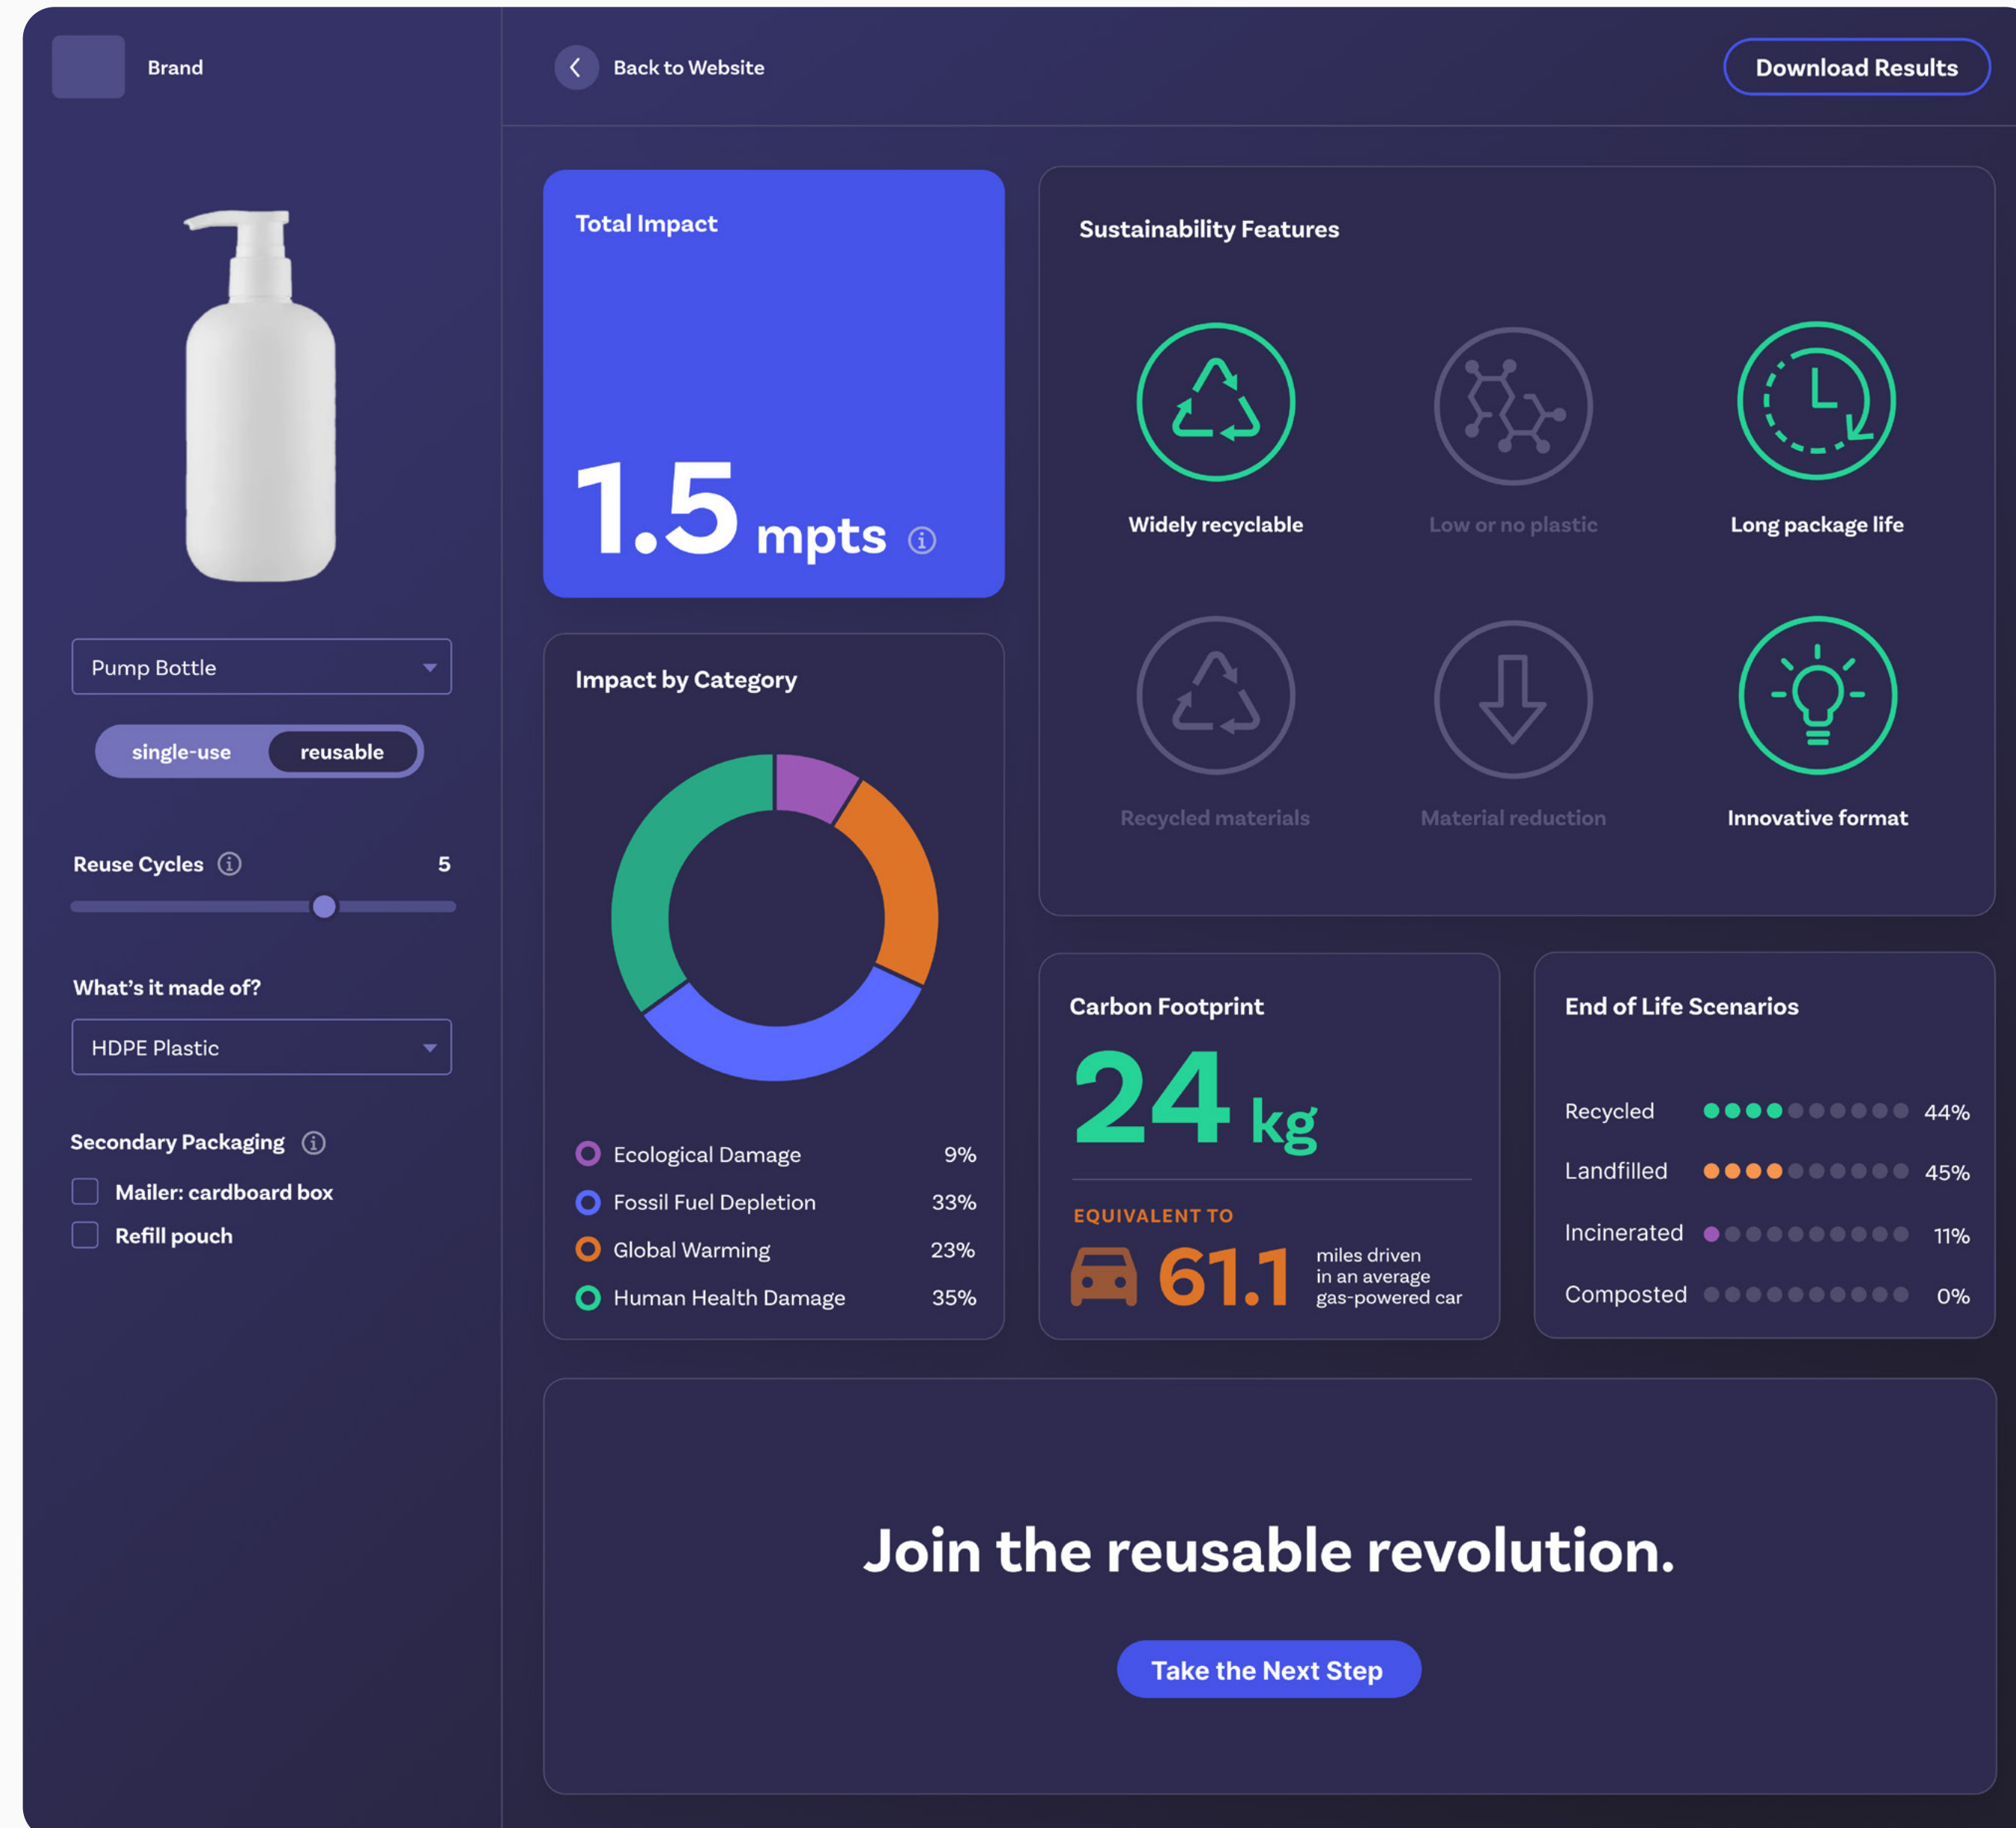 Brand
Back to Website
Download Results
Pump Bottle
single-use
reusable
Reuse Cycles
5
What's it made of?
HDPE Plastic
Secondary Packaging
Mailer: cardboard box
Refill pouch
Total Impact
1.5 mpts
Sustainability Features
Widely recyclable
Low or no plastic
Long package life
Recycled materials
Material reduction
Innovative format
Impact by Category
Ecological Damage 9%
Fossil Fuel Depletion 33%
Global Warming 23%
Human Health Damage 35%
Carbon Footprint
24 kg
EQUIVALENT TO
61.1
miles driven
in an average
gas-powered car
End of Life Scenarios
Recycled 44%
Landfilled 45%
Incinerated 11%
Composted 0%
Join the reusable revolution.
Take the Next Step